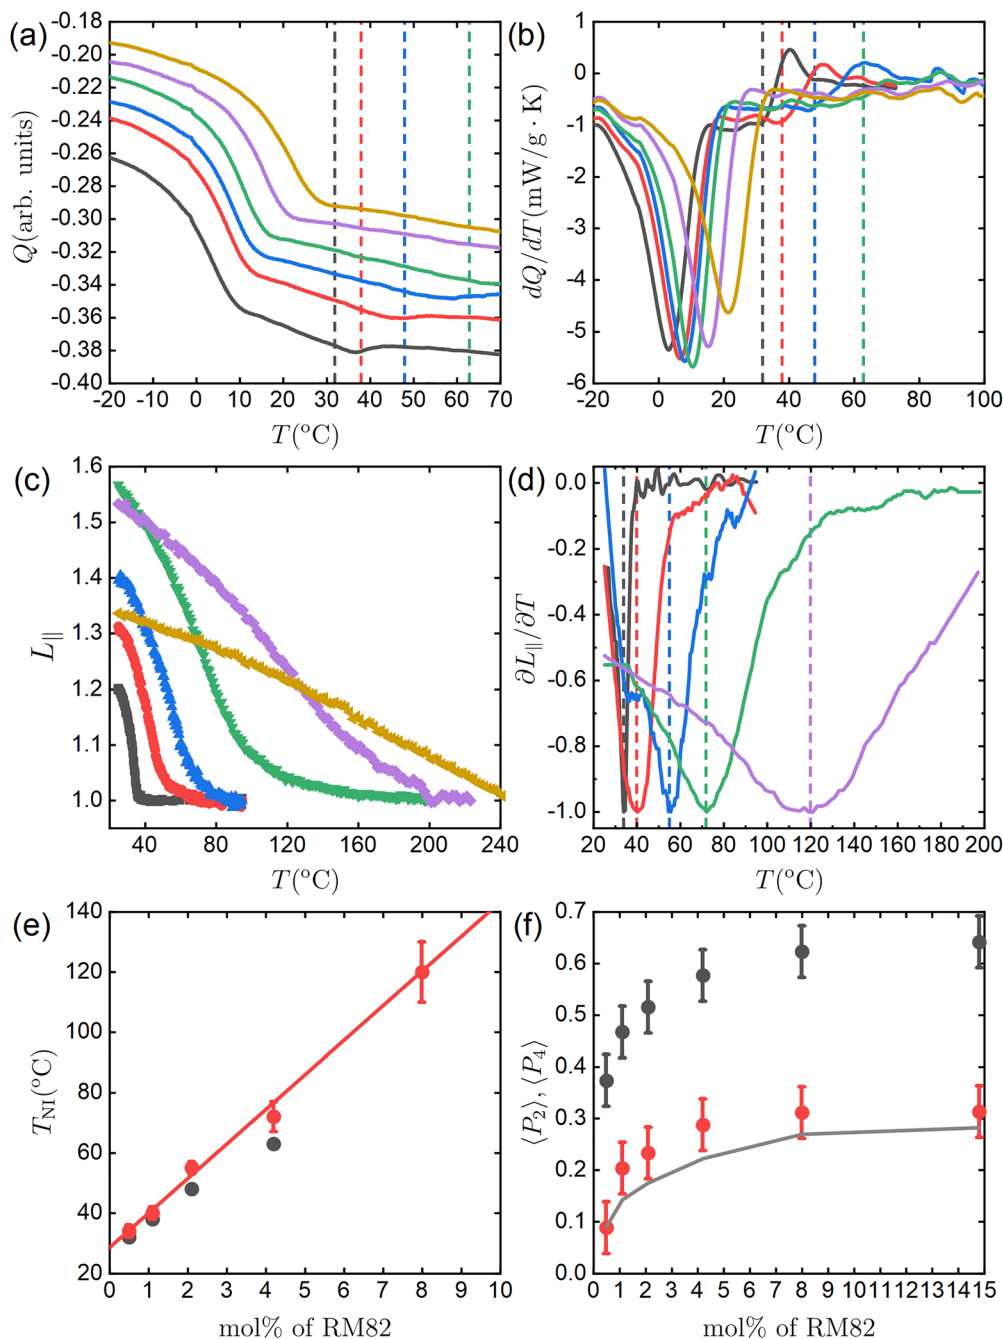 (a)
-0.18
-0.20
-0.22
-0.24
-0.26
-0.28
-0.30
-0.32
-0.34
-0.36
-0.38
-0.40
Q(arb. units)
-20 -10 0 10 20 30 40 50 60 70
T(°C)
(b)
1
0
-1
-2
-3
-4
-5
-6
dQ/dT(mW/g · K)
-20 0 20 40 60 80 100
T(°C)
(c)
1.6
1.5
1.4
1.3
1.2
1.1
1.0
L∥
40 80 120 160 200 240
T(°C)
(d)
0.0
-0.2
-0.4
-0.6
-0.8
-1.0
∂L∥/∂T
20 40 60 80 100 120 140 160 180 200
T(°C)
(e)
140
120
100
80
60
40
20
T_NI(°C)
0 1 2 3 4 5 6 7 8 9 10
mol% of RM82
(f)
0.7
0.6
0.5
0.4
0.3
0.2
0.1
0.0
⟨P₂⟩, ⟨P₄⟩
0 1 2 3 4 5 6 7 8 9 10 11 12 13 14 15
mol% of RM82